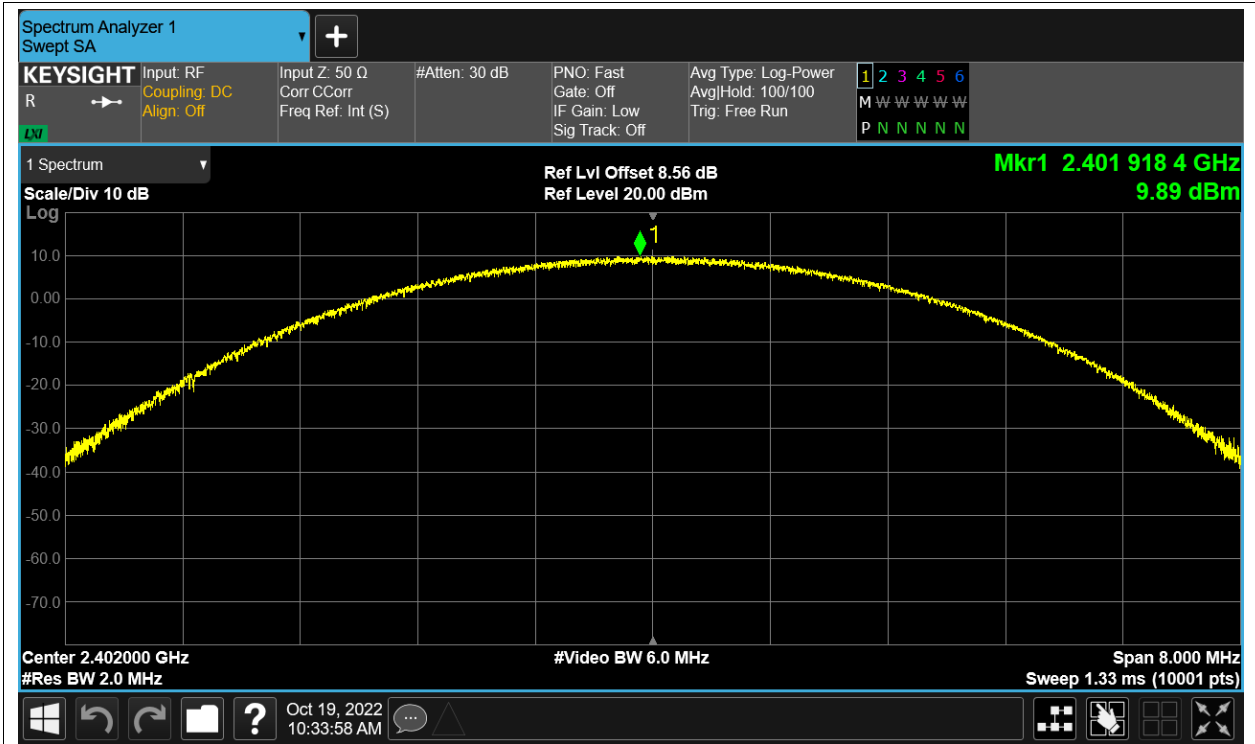 Spectrum Analyzer 1
Swept SA
KEYSIGHT
R
LXI
Input: RF
Coupling: DC
Align: Off
Input Z: 50 Ω
Corr CCorr
Freq Ref: Int (S)
#Atten: 30 dB
PNO: Fast
Gate: Off
IF Gain: Low
Sig Track: Off
Avg Type: Log-Power
Avg|Hold: 100/100
Trig: Free Run
1 2 3 4 5 6
M W W W W W
P N N N N N
1 Spectrum
Scale/Div 10 dB
Log
Ref Lvl Offset 8.56 dB
Ref Level 20.00 dBm
Mkr1 2.401 918 4 GHz
9.89 dBm
1
10.0
0.00
-10.0
-20.0
-30.0
-40.0
-50.0
-60.0
-70.0
Center 2.402000 GHz
#Video BW 6.0 MHz
Span 8.000 MHz
#Res BW 2.0 MHz
Sweep 1.33 ms (10001 pts)
?
Oct 19, 2022
10:33:58 AM